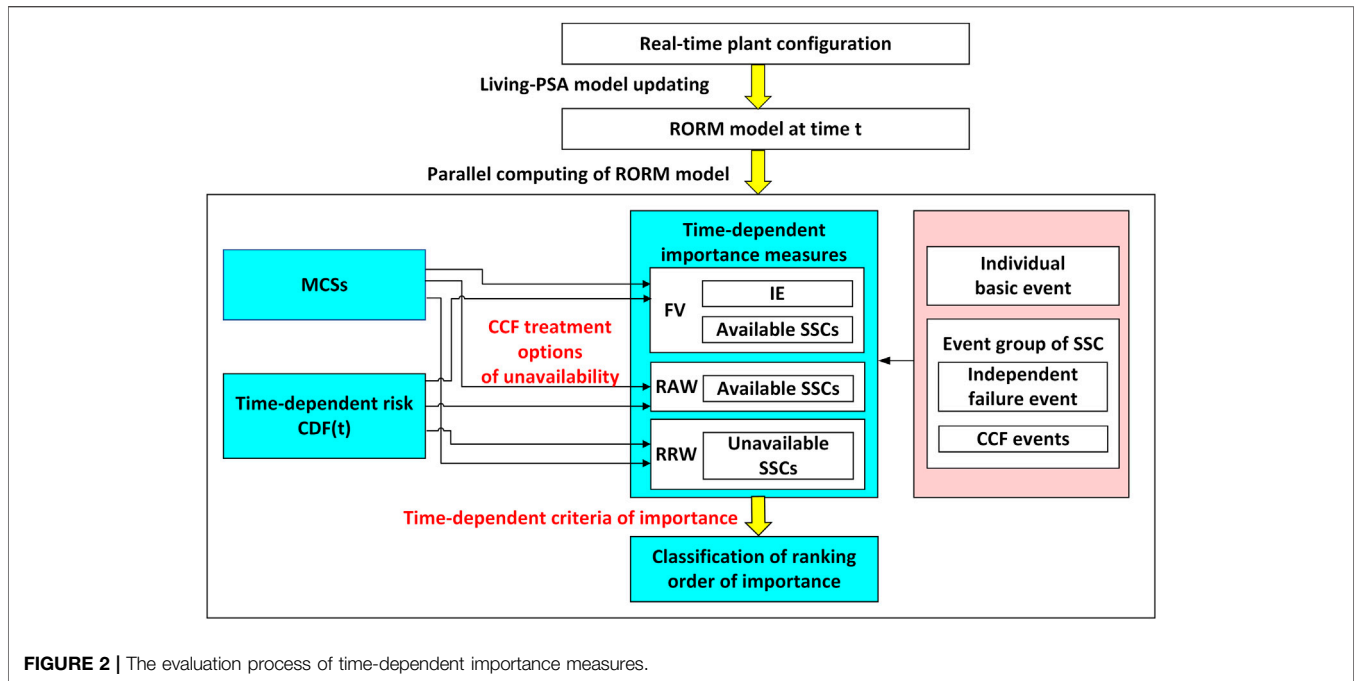 Real-time plant configuration
Living-PSA model updating
RORM model at time t
Parallel computing of RORM model
MCSs
Time-dependent risk
CDF(t)
CCF treatment
options
of unavailability
Time-dependent
importance measures
FV
IE
Available SSCs
RAW
Available SSCs
RRW
Unavailable
SSCs
Individual
basic event
Event group of SSC
Independent
failure event
CCF events
Time-dependent criteria of importance
Classification of ranking
order of importance
FIGURE 2 | The evaluation process of time-dependent importance measures.